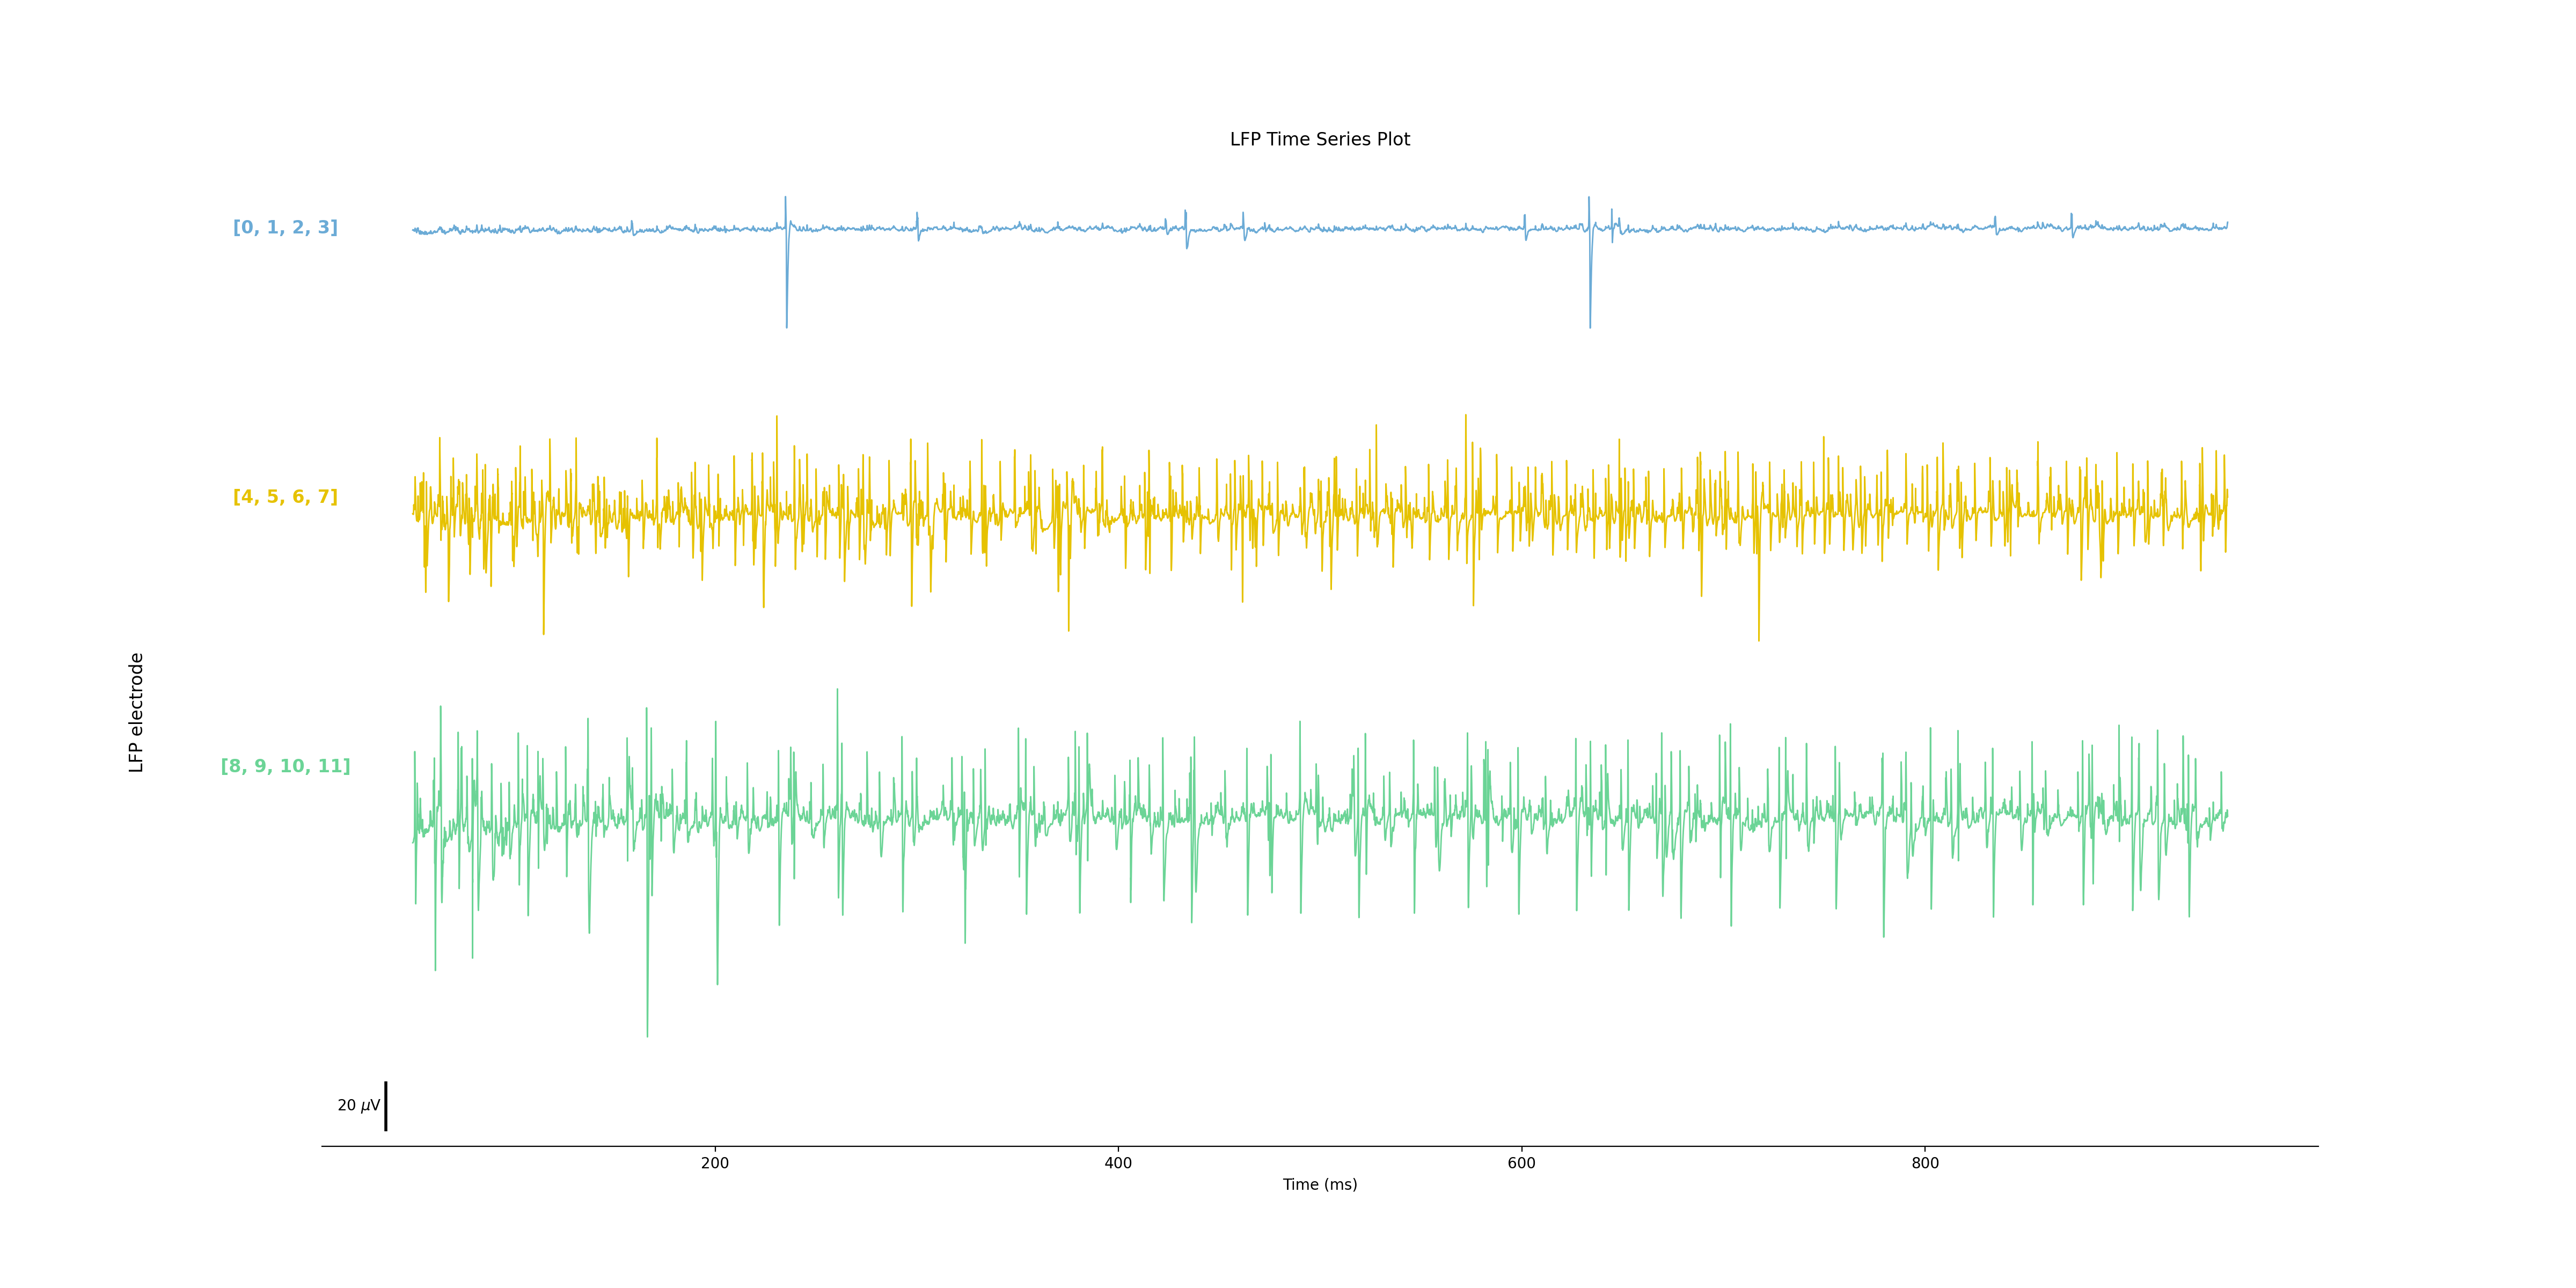 LFP Time Series Plot
[0, 1, 2, 3]
[4, 5, 6, 7]
LFP electrode
[8, 9, 10, 11]
20 μV
200 400 600 800
Time (ms)